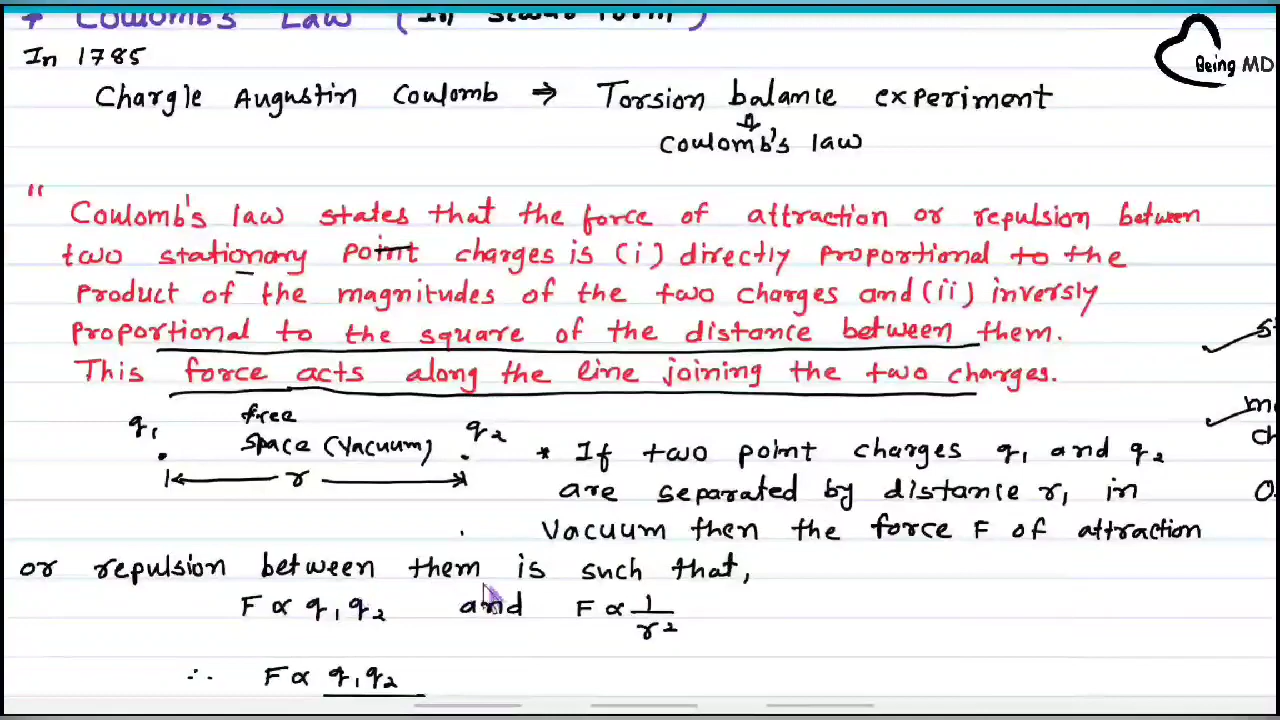 → Coulomb's Law (In scalar form)
In 1785
Being MD
Chargle Augustin Coulomb ⇒ Torsion balance experiment
Coulomb's law
"
Coulomb's law states that the force of attraction or repulsion between
two stationary point charges is (i) directly proportional to the
product of the magnitudes of the two charges and (ii) inversly
proportional to the square of the distance between them.
This force acts along the line joining the two charges.
q₁ free space (Vacuum) q₂
r
* If two point charges q₁ and q₂
are separated by distance r, in
Vacuum then the force F of attraction
or repulsion between them is such that,
F ∝ q₁q₂ and F ∝ 1/r²
∴ F ∝ q₁q₂